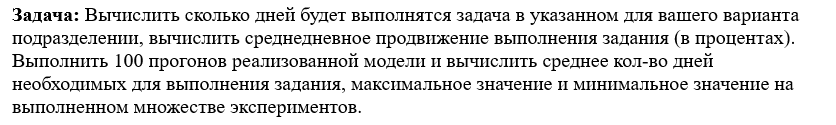 Задача: Вычислить сколько дней будет выполнятся задача в указанном для вашего варианта
подразделении, вычислить среднедневное продвижение выполнения задания (в процентах).
Выполнить 100 прогонов реализованной модели и вычислить среднее кол-во дней
необходимых для выполнения задания, максимальное значение и минимальное значение на
выполненном множестве экспериментов.